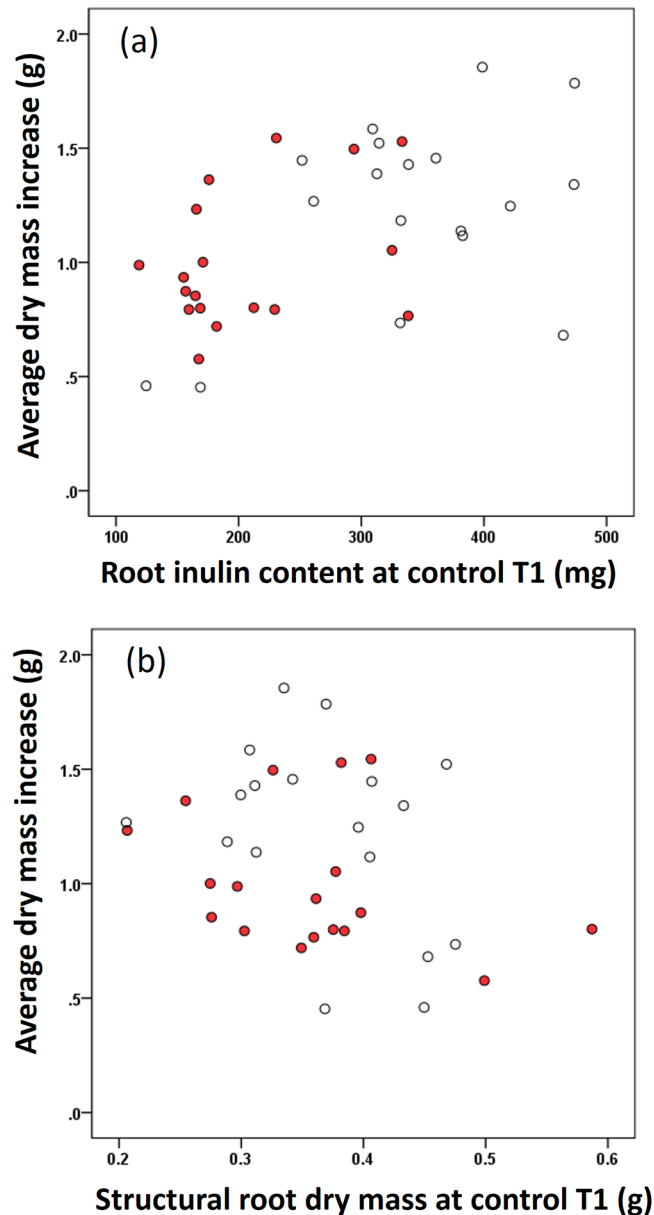 (a)
2.0
1.5
1.0
.5
.0
Average dry mass increase (g)
100 200 300 400 500
Root inulin content at control T1 (mg)
(b)
2.0
1.5
1.0
.5
.0
Average dry mass increase (g)
0.2 0.3 0.4 0.5 0.6
Structural root dry mass at control T1 (g)